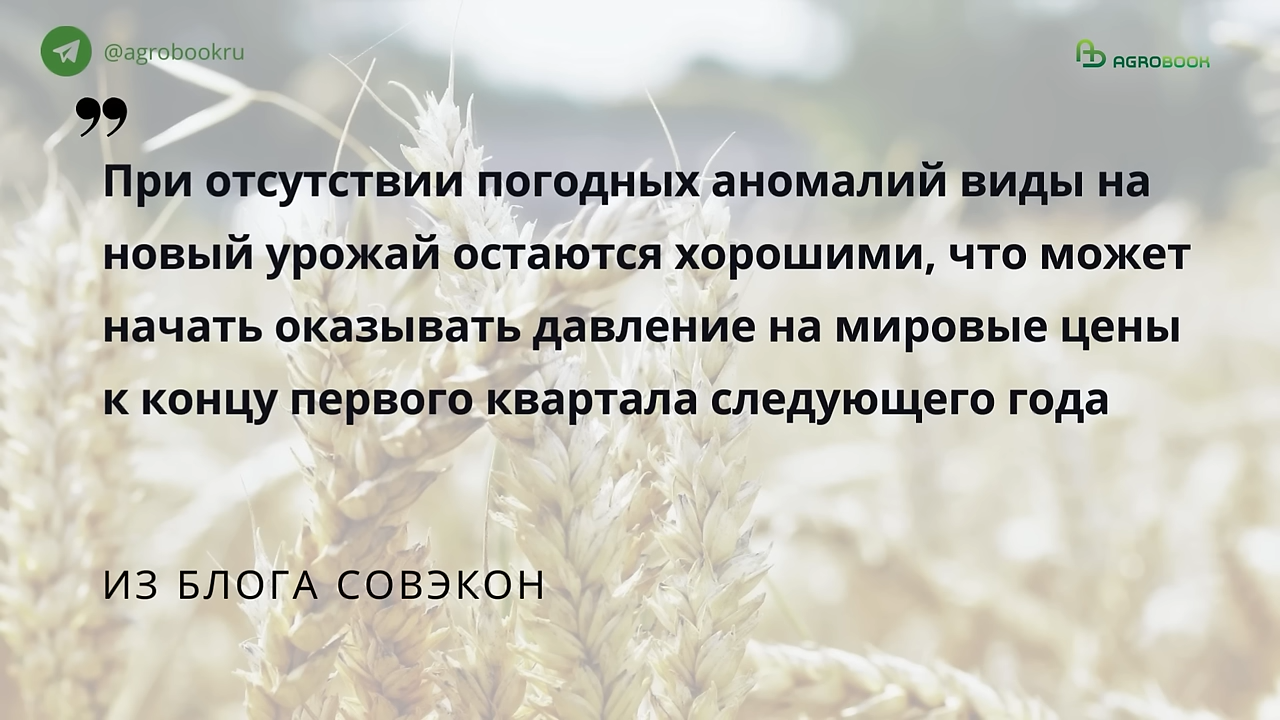 @agrobookru
AGROBOOK
”
При отсутствии погодных аномалий виды на
новый урожай остаются хорошими, что может
начать оказывать давление на мировые цены
к концу первого квартала следующего года
ИЗ БЛОГА СОВЭКОН